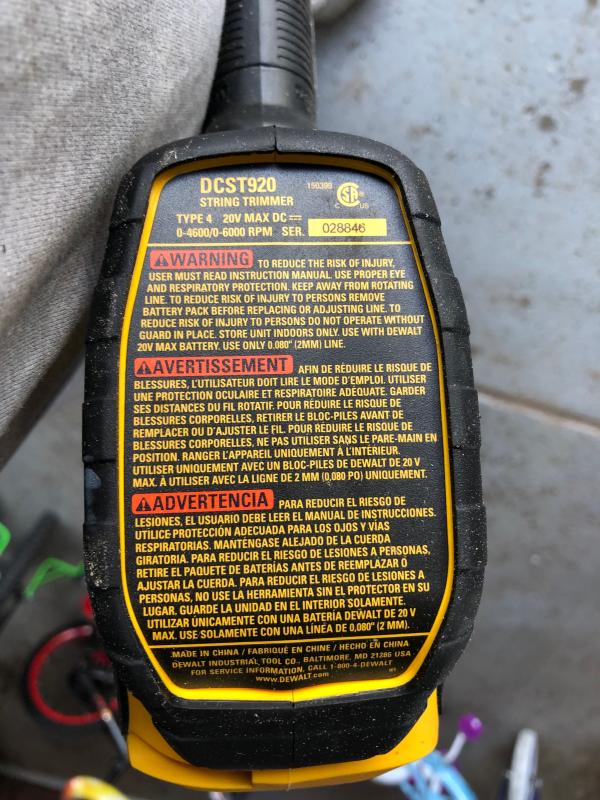 DCST920 150398
STRING TRIMMER
TYPE 4 20V MAX DC
C SA ® US
0-4600/0-6000 RPM SER. 028846
WARNING TO REDUCE THE RISK OF INJURY,
USER MUST READ INSTRUCTION MANUAL. USE PROPER EYE
AND RESPIRATORY PROTECTION. KEEP AWAY FROM ROTATING
LINE. TO REDUCE RISK OF INJURY TO PERSONS REMOVE
BATTERY PACK BEFORE REPLACING OR ADJUSTING LINE. TO
REDUCE RISK OF INJURY TO PERSONS DO NOT OPERATE WITHOUT
GUARD IN PLACE. STORE UNIT INDOORS ONLY. USE WITH DEWALT
20V MAX BATTERY. USE ONLY 0.080" (2MM) LINE.
AVERTISSEMENT AFIN DE RÉDUIRE LE RISQUE DE
BLESSURES, L'UTILISATEUR DOIT LIRE LE MODE D'EMPLOI. UTILISER
UNE PROTECTION OCULAIRE ET RESPIRATOIRE ADÉQUATE. GARDER
SES DISTANCES DU FIL ROTATIF. POUR RÉDUIRE LE RISQUE DE
BLESSURES CORPORELLES, RETIRER LE BLOC-PILES AVANT DE
REMPLACER OU D'AJUSTER LE FIL. POUR RÉDUIRE LE RISQUE DE
BLESSURES CORPORELLES, NE PAS UTILISER SANS LE PARE-MAIN EN
POSITION. RANGER L'APPAREIL UNIQUEMENT À L'INTÉRIEUR.
UTILISER UNIQUEMENT AVEC UN BLOC-PILES DE DEWALT DE 20 V
MAX. À UTILISER AVEC LA LIGNE DE 2 MM (0,080 PO) UNIQUEMENT.
ADVERTENCIA PARA REDUCIR EL RIESGO DE
LESIONES, EL USUARIO DEBE LEER EL MANUAL DE INSTRUCCIONES.
UTILICE PROTECCIÓN ADECUADA PARA LOS OJOS Y VÍAS
RESPIRATORIAS. MANTÉNGASE ALEJADO DE LA CUERDA
GIRATORIA. PARA REDUCIR EL RIESGO DE LESIONES A PERSONAS,
RETIRE EL PAQUETE DE BATERÍAS ANTES DE REEMPLAZAR O
AJUSTAR LA CUERDA. PARA REDUCIR EL RIESGO DE LESIONES A
PERSONAS, NO USE LA HERRAMIENTA SIN EL PROTECTOR EN SU
LUGAR. GUARDE LA UNIDAD EN EL INTERIOR SOLAMENTE.
UTILIZAR ÚNICAMENTE CON UNA BATERÍA DEWALT DE 20 V
MAX. USE SOLAMENTE CON UNA LÍNEA DE 0,080" (2 MM).
MADE IN CHINA / FABRIQUÉ EN CHINE / HECHO EN CHINA
DEWALT INDUSTRIAL TOOL CO., BALTIMORE, MD 21286 USA
FOR SERVICE INFORMATION, CALL 1-800-4-DEWALT
www.DEWALT.com